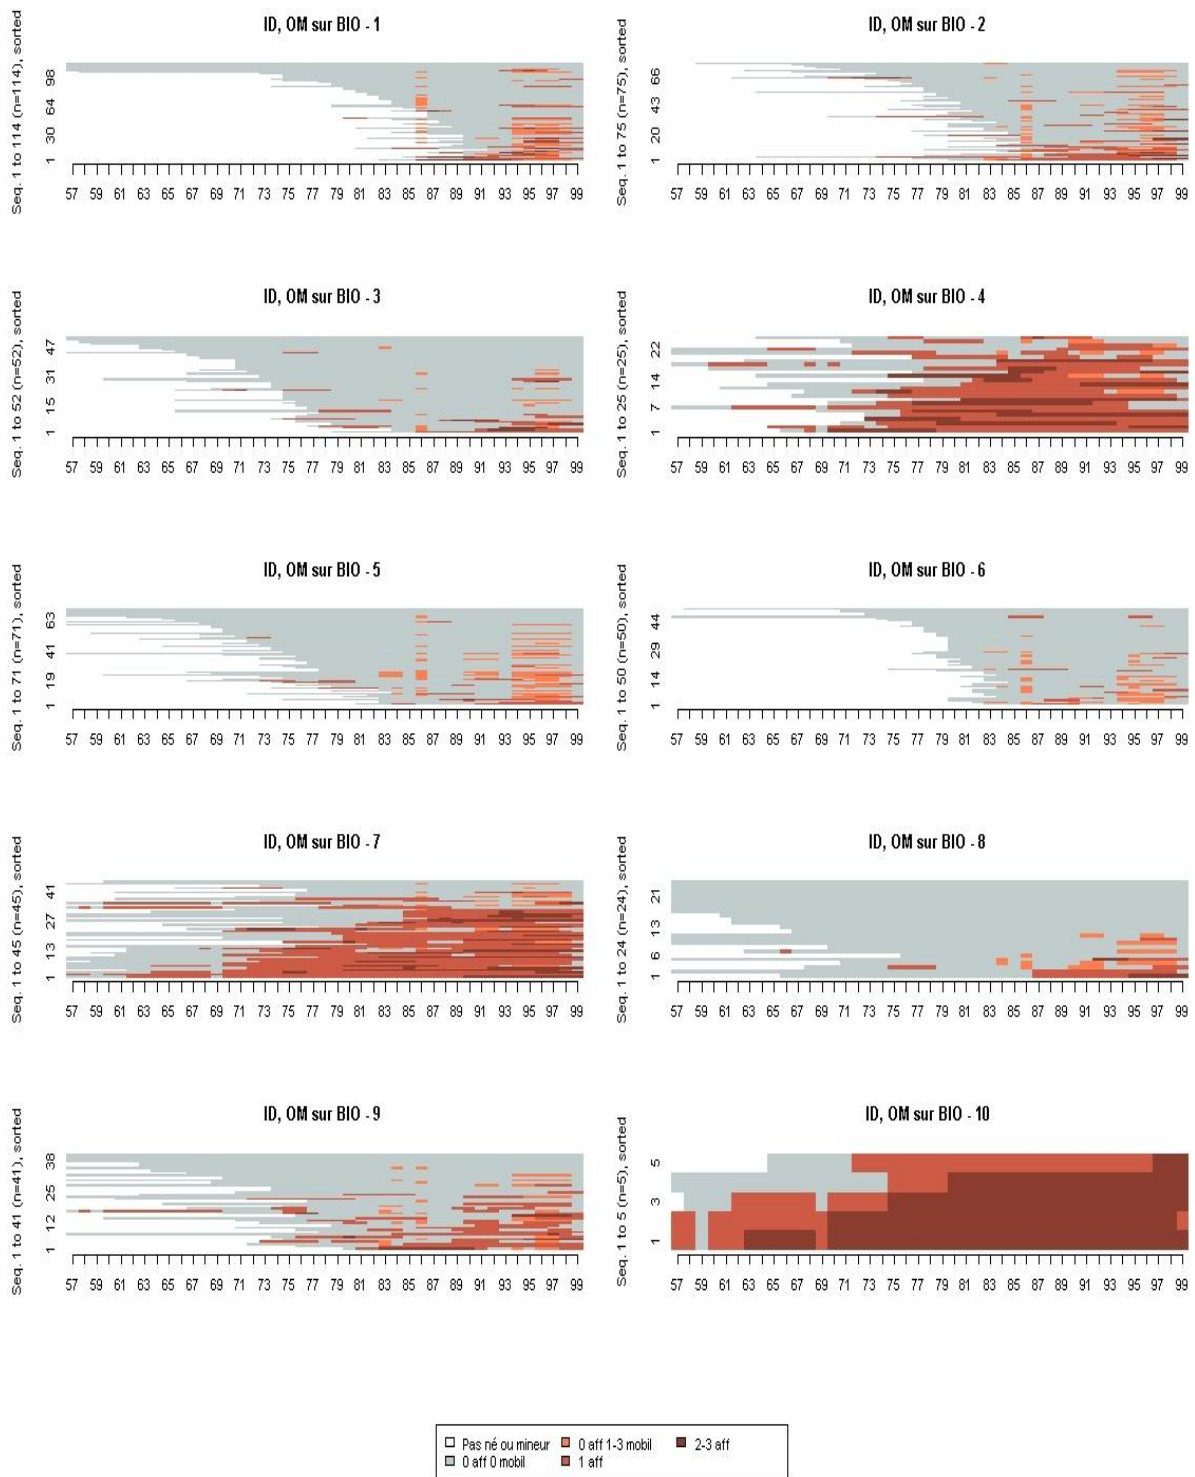 ID, OM sur BIO - 1
Seq. 1 to 114 (n=114), sorted
1 30 64 98
57 59 61 63 65 67 69 71 73 75 77 79 81 83 85 87 89 91 93 95 97 99
ID, OM sur BIO - 2
Seq. 1 to 75 (n=75), sorted
1 20 43 66
57 59 61 63 65 67 69 71 73 75 77 79 81 83 85 87 89 91 93 95 97 99
ID, OM sur BIO - 3
Seq. 1 to 52 (n=52), sorted
1 15 31 47
57 59 61 63 65 67 69 71 73 75 77 79 81 83 85 87 89 91 93 95 97 99
ID, OM sur BIO - 4
Seq. 1 to 25 (n=25), sorted
1 7 14 22
57 59 61 63 65 67 69 71 73 75 77 79 81 83 85 87 89 91 93 95 97 99
ID, OM sur BIO - 5
Seq. 1 to 71 (n=71), sorted
1 19 41 63
57 59 61 63 65 67 69 71 73 75 77 79 81 83 85 87 89 91 93 95 97 99
ID, OM sur BIO - 6
Seq. 1 to 50 (n=50), sorted
1 14 29 44
57 59 61 63 65 67 69 71 73 75 77 79 81 83 85 87 89 91 93 95 97 99
ID, OM sur BIO - 7
Seq. 1 to 45 (n=45), sorted
1 13 27 41
57 59 61 63 65 67 69 71 73 75 77 79 81 83 85 87 89 91 93 95 97 99
ID, OM sur BIO - 8
Seq. 1 to 24 (n=24), sorted
1 6 13 21
57 59 61 63 65 67 69 71 73 75 77 79 81 83 85 87 89 91 93 95 97 99
ID, OM sur BIO - 9
Seq. 1 to 41 (n=41), sorted
1 12 25 38
57 59 61 63 65 67 69 71 73 75 77 79 81 83 85 87 89 91 93 95 97 99
ID, OM sur BIO - 10
Seq. 1 to 5 (n=5), sorted
1 3 5
57 59 61 63 65 67 69 71 73 75 77 79 81 83 85 87 89 91 93 95 97 99
Pas né ou mineur 0 aff 1-3 mobil 2-3 aff
0 aff 0 mobil 1 aff